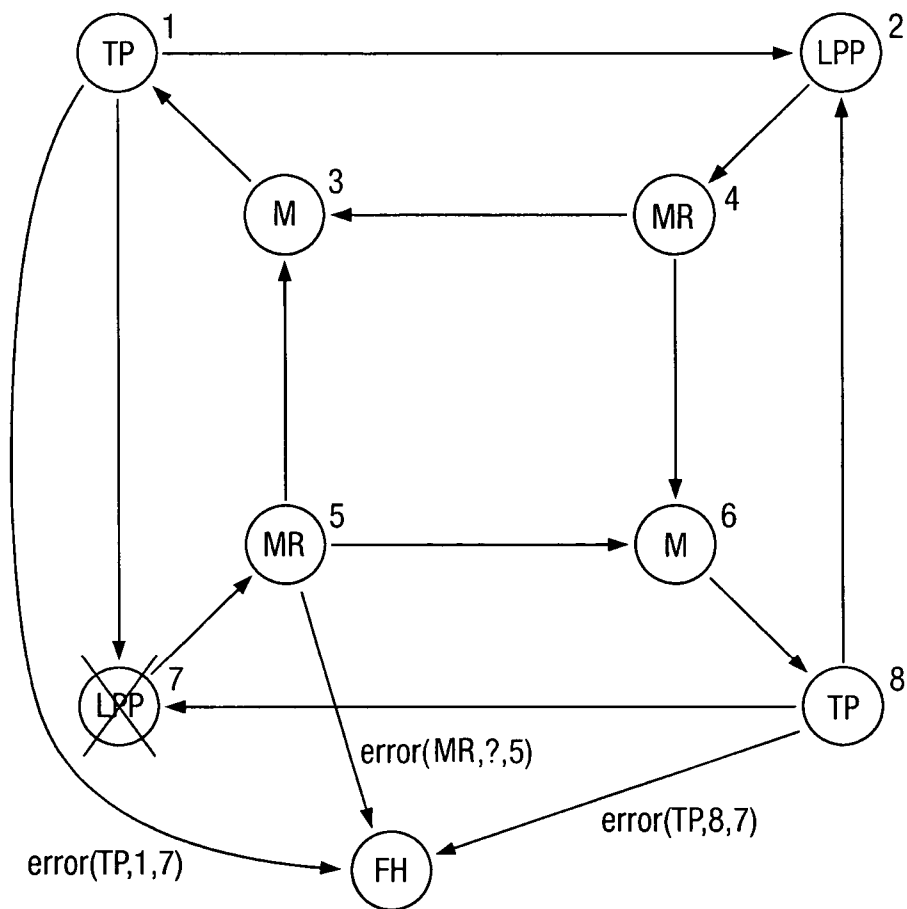 TP 1
LPP 2
M 3
MR 4
MR 5
M 6
LPP 7
TP 8
error(MR,?,5)
error(TP,8,7)
error(TP,1,7)
FH